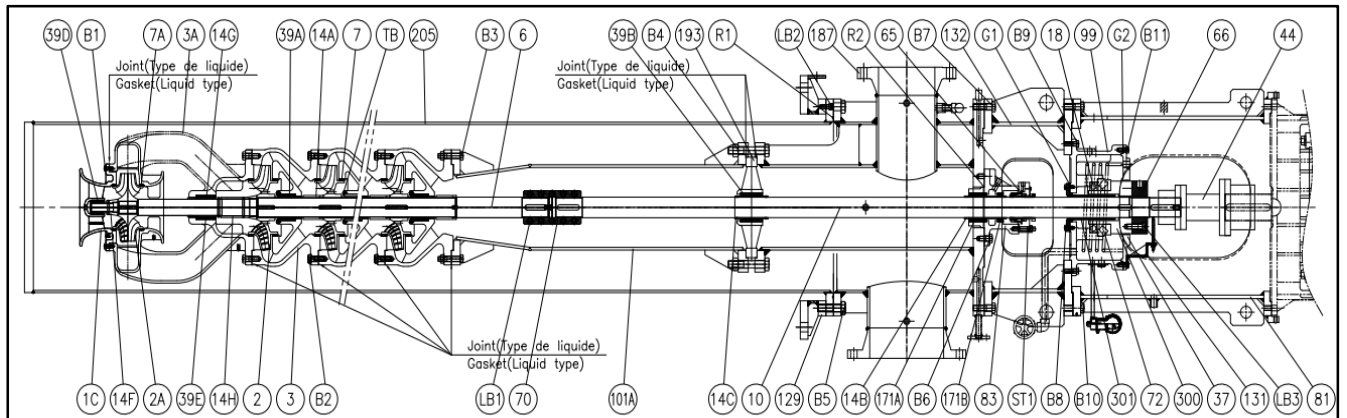 39D B1 7A 3A 14G 39A 14A 7 TB 205 B3 6 39B B4 193 R1 LB2 187 R2 65 B7 132 G1 B9 18 99 G2 B11 66 44
Joint(Type de liquide)
Gasket(Liquid type)
Joint(Type de liquide)
Gasket(Liquid type)
Joint(Type de liquide)
Gasket(Liquid type)
1C 14F 2A 39E 14H 2 3 B2 LB1 70 101A 14C 10 129 B5 14B 171A B6 171B 83 ST1 B8 B10 301 72 300 37 131 LB3 81